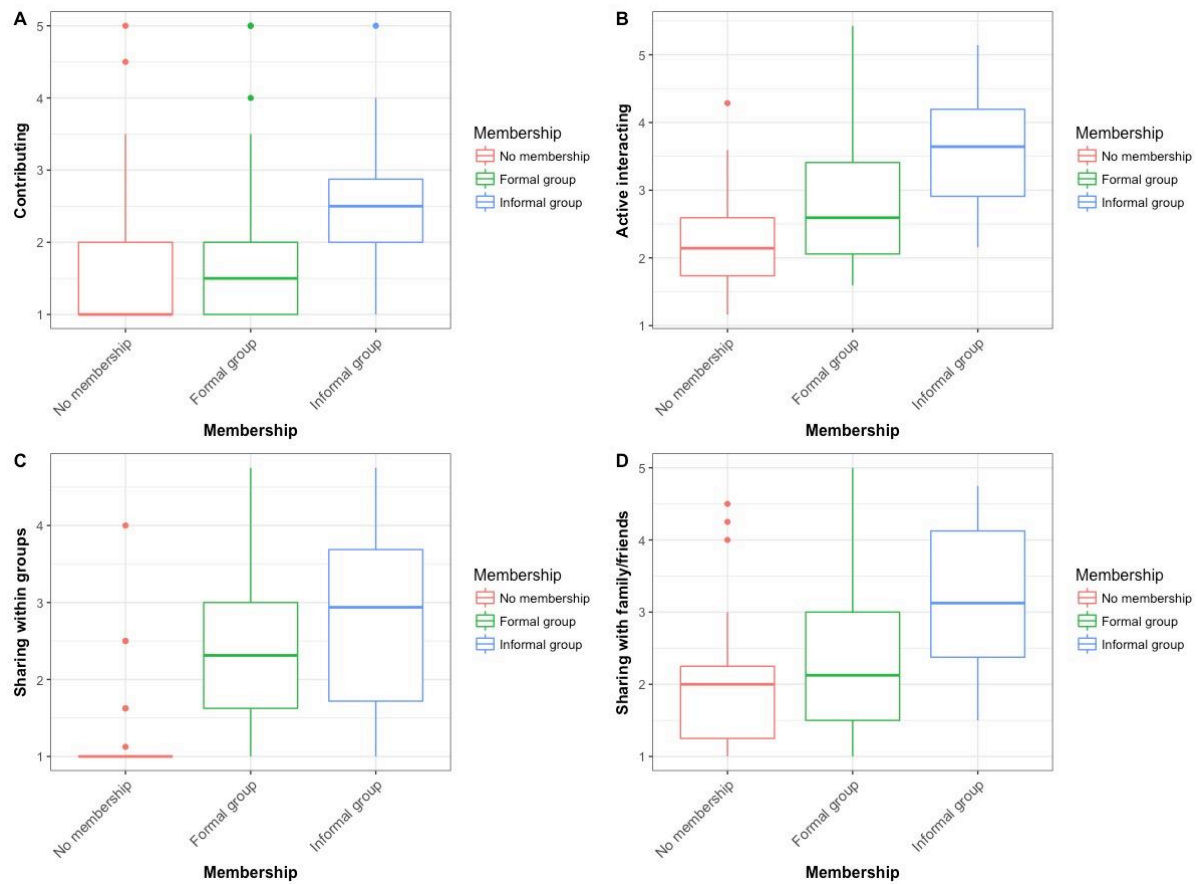 A
Contributing
5
4
3
2
1
No membership
Formal group
Informal group
Membership
Membership
No membership
Formal group
Informal group
B
Active interacting
5
4
3
2
1
No membership
Formal group
Informal group
Membership
Membership
No membership
Formal group
Informal group
C
Sharing within groups
4
3
2
1
No membership
Formal group
Informal group
Membership
Membership
No membership
Formal group
Informal group
D
Sharing with family/friends
5
4
3
2
1
No membership
Formal group
Informal group
Membership
Membership
No membership
Formal group
Informal group